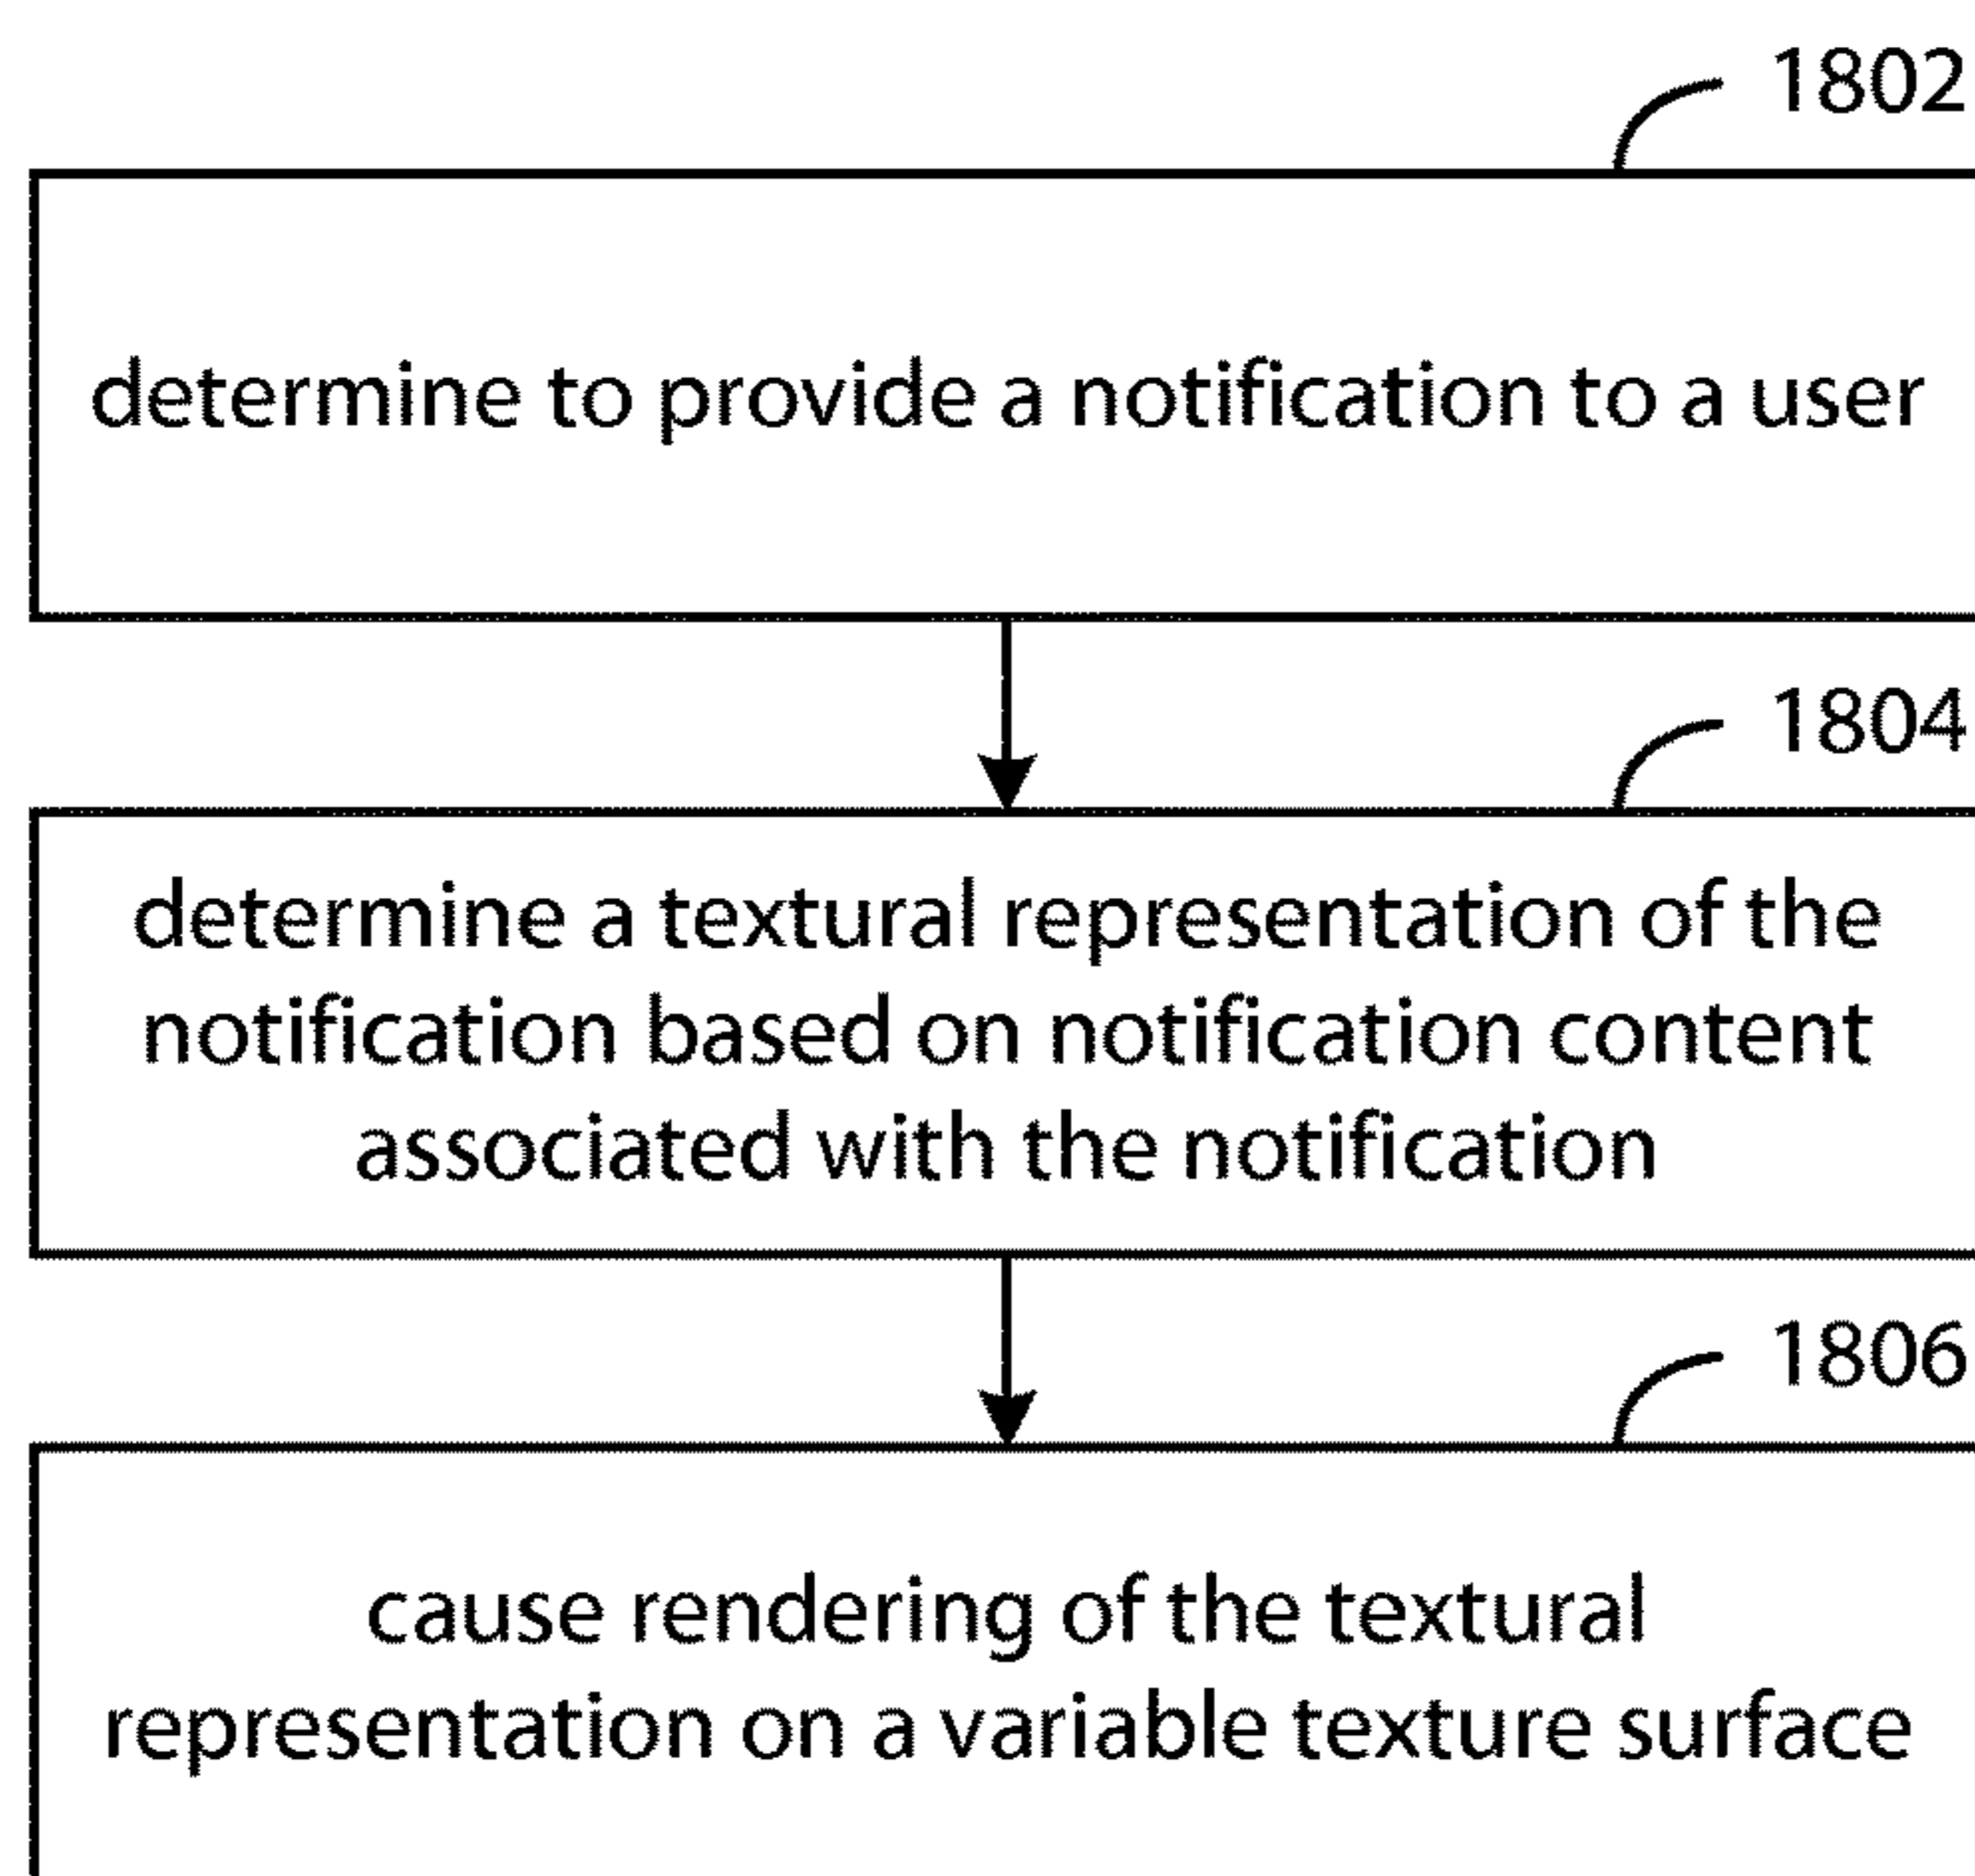 1802
determine to provide a notification to a user
1804
determine a textural representation of the
notification based on notification content
associated with the notification
1806
cause rendering of the textural
representation on a variable texture surface